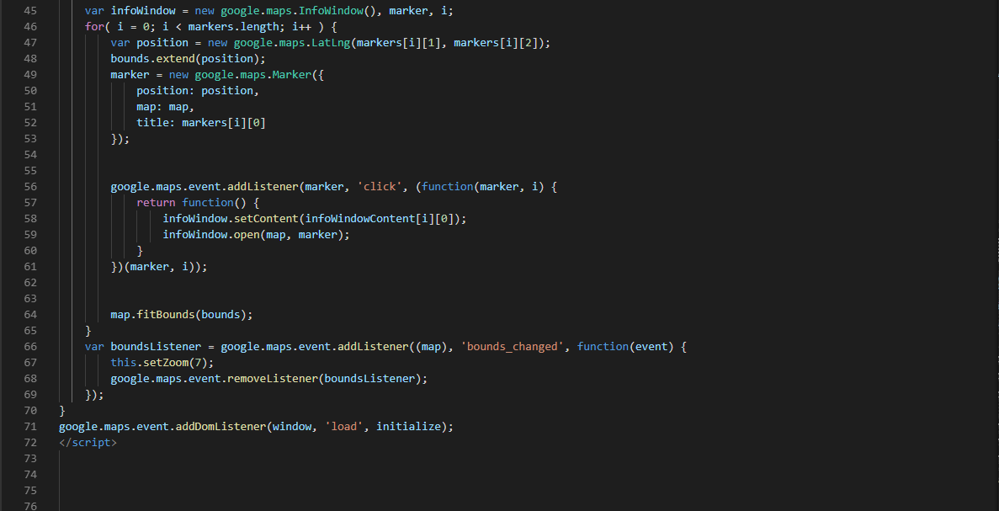 45 var infoWindow = new google.maps.InfoWindow(), marker, i;
46 for( i = 0; i < markers.length; i++ ) {
47 var position = new google.maps.LatLng(markers[i][1], markers[i][2]);
48 bounds.extend(position);
49 marker = new google.maps.Marker({
50 position: position,
51 map: map,
52 title: markers[i][0]
53 });
54
55
56 google.maps.event.addListener(marker, 'click', (function(marker, i) {
57 return function() {
58 infoWindow.setContent(infoWindowContent[i][0]);
59 infoWindow.open(map, marker);
60 }
61 })(marker, i));
62
63
64 map.fitBounds(bounds);
65 }
66 var boundsListener = google.maps.event.addListener((map), 'bounds_changed', function(event) {
67 this.setZoom(7);
68 google.maps.event.removeListener(boundsListener);
69 });
70 }
71 google.maps.event.addDomListener(window, 'load', initialize);
72 </script>
73
74
75
76